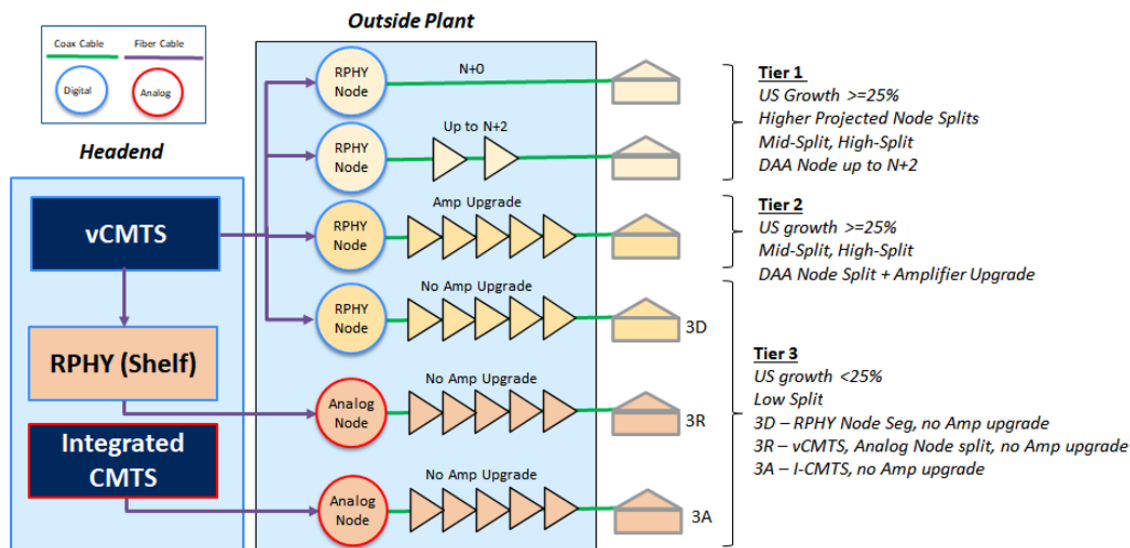 Outside Plant
Coax Cable
Fiber Cable
Digital
Analog
Headend
vCMTS
RPHY (Shelf)
Integrated
CMTS
RPHY
Node
N+0
RPHY
Node
Up to N+2
RPHY
Node
Amp Upgrade
RPHY
Node
No Amp Upgrade
3D
Analog
Node
No Amp Upgrade
3R
Analog
Node
No Amp Upgrade
3A
Tier 1
US Growth >=25%
Higher Projected Node Splits
Mid-Split, High-Split
DAA Node up to N+2
Tier 2
US growth >=25%
Mid-Split, High-Split
DAA Node Split + Amplifier Upgrade
Tier 3
US growth <25%
Low Split
3D – RPHY Node Seg, no Amp upgrade
3R – vCMTS, Analog Node split, no Amp upgrade
3A – I-CMTS, no Amp upgrade